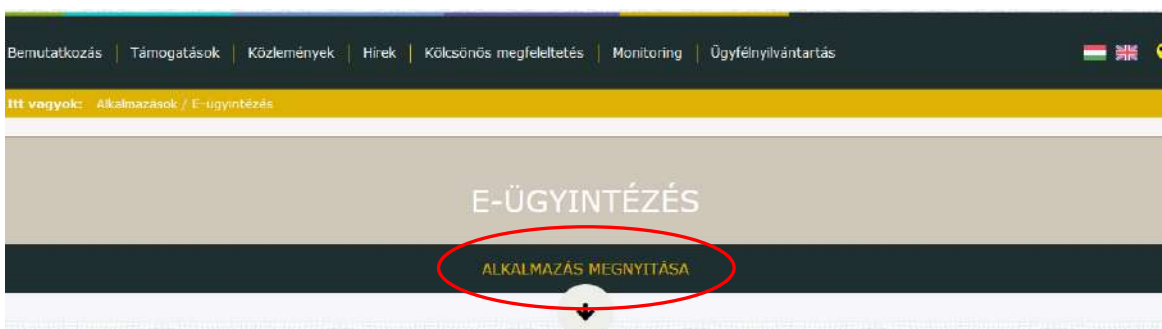 Bemutatkozás | Támogatások | Közlemények | Hírek | Kölcsönös megfeleltetés | Monitoring | Ügyfélnyilvántartás
Itt vagyok: Alkalmazások / E-ügyintézés
E-ÜGYINTÉZÉS
ALKALMAZÁS MEGNYITÁSA